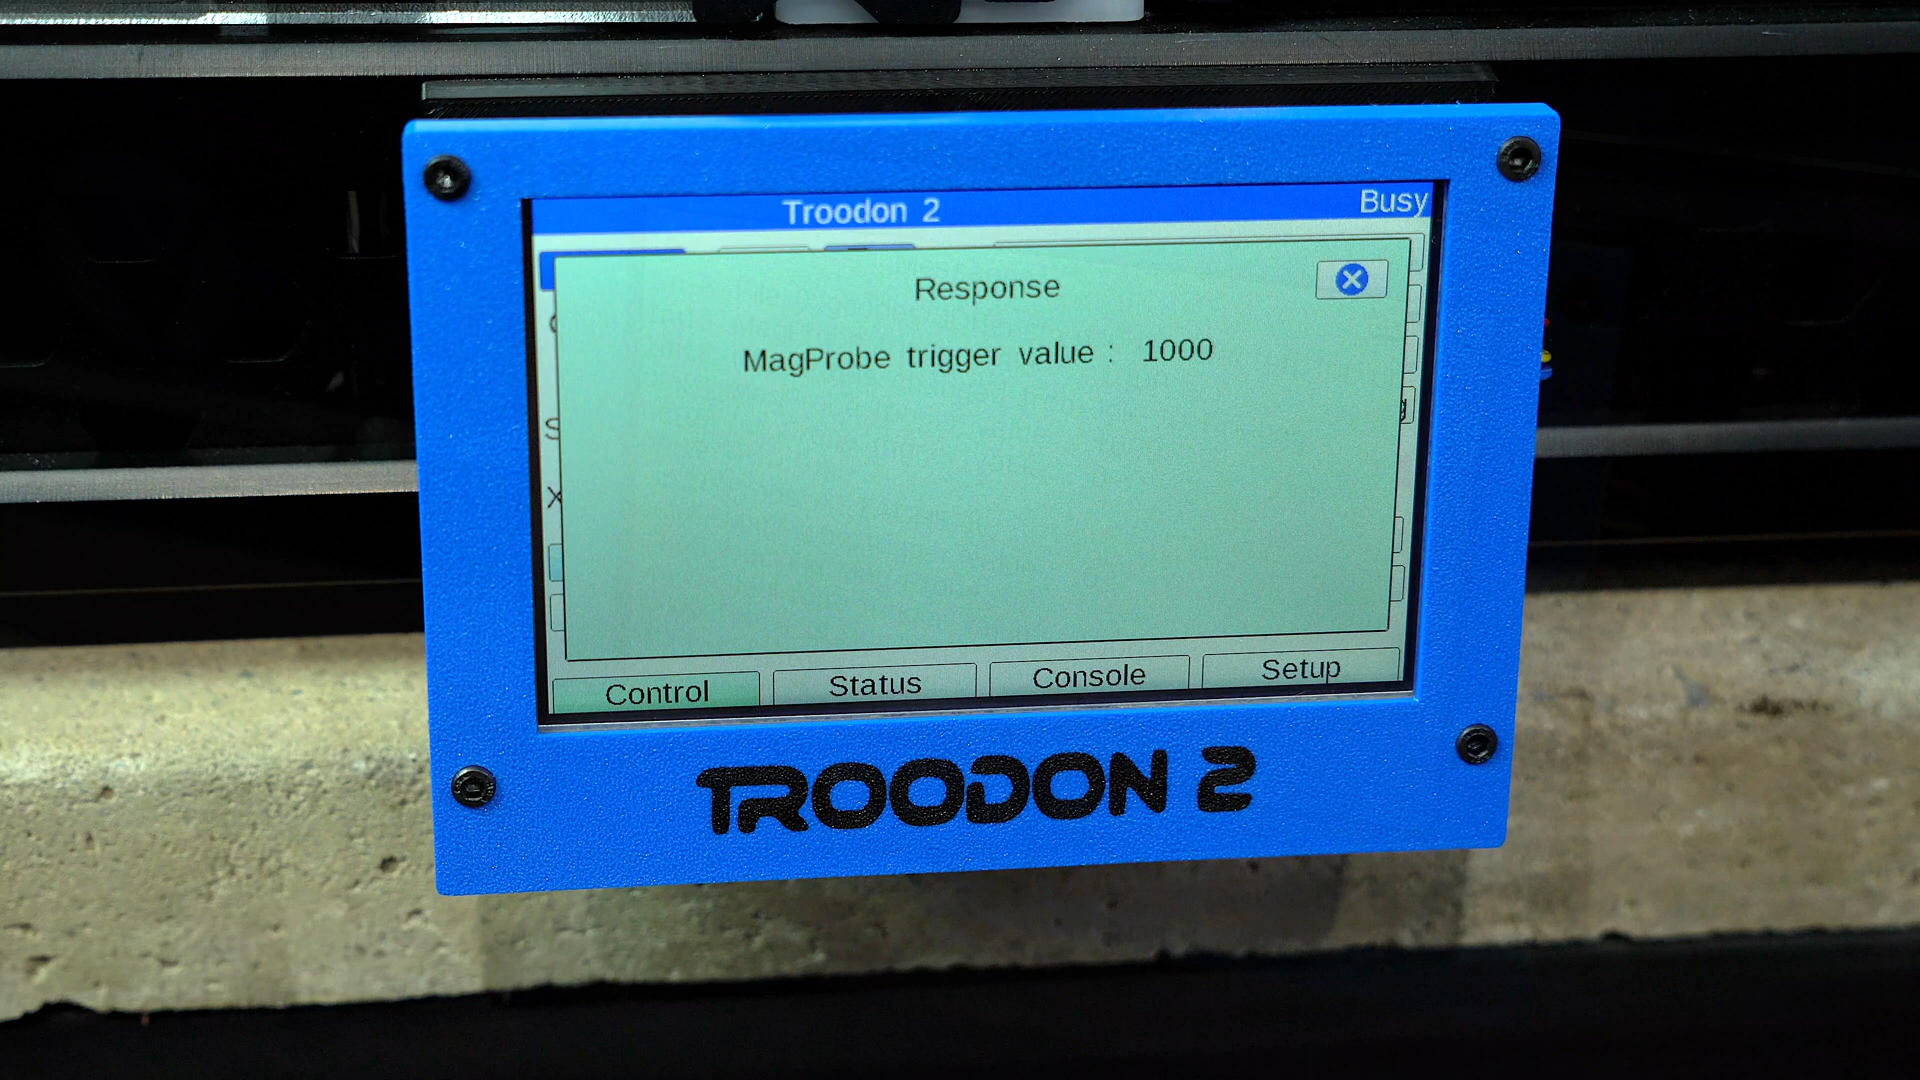 Troodon 2
Busy
Response
MagProbe trigger value : 1000
Control
Status
Console
Setup
TROODON 2